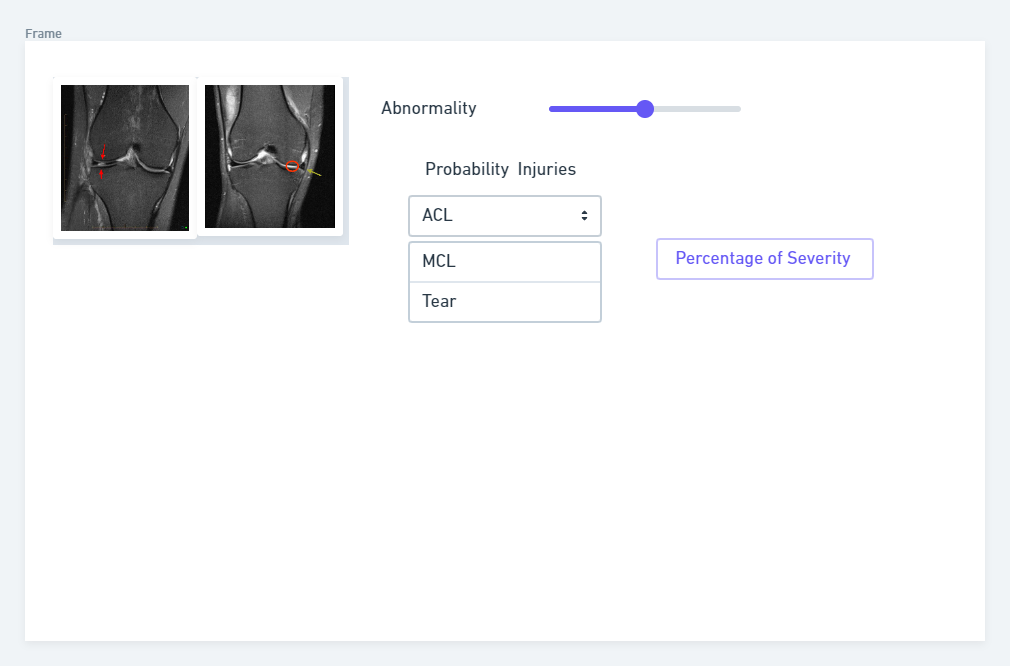 Frame
Abnormality
Probability Injuries
ACL
MCL
Tear
Percentage of Severity